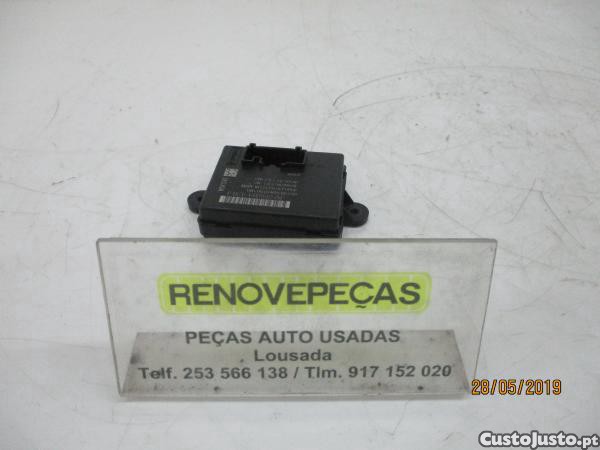 RENOVEPEÇAS
PEÇAS AUTO USADAS
Lousada
Telf. 253 566 138 / Tlm. 917 152 020
28/05/2019
CustoJusto.pt